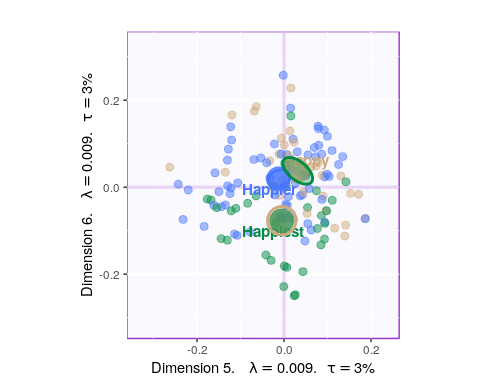 0.2
0.0
-0.2
Dimension 6. λ = 0.009. τ = 3%
Happier
Happiest
-0.2
0.0
0.2
Dimension 5. λ = 0.009. τ = 3%